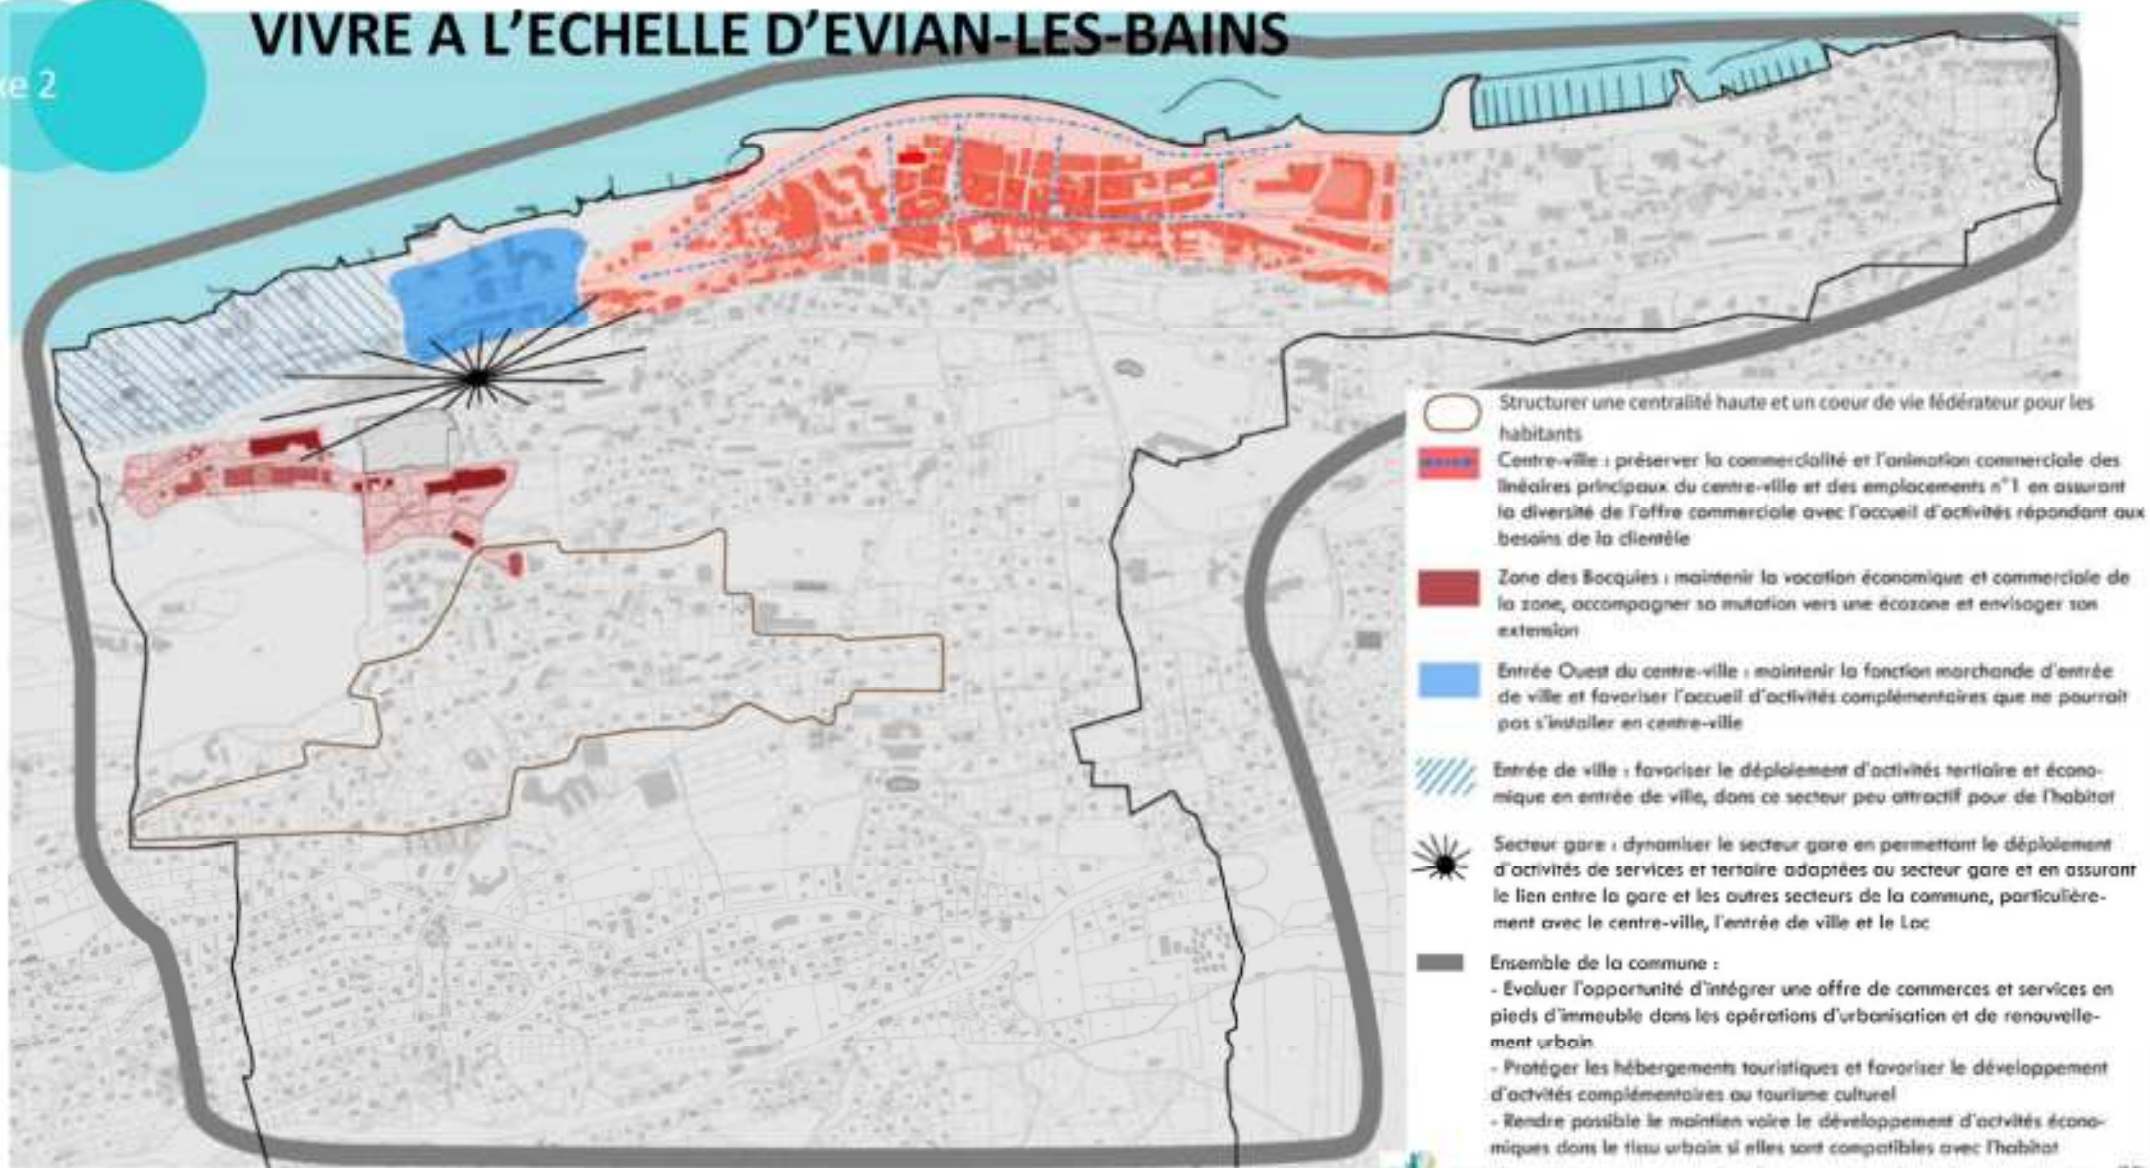 VIVRE A L'ECHELLE D'EVIAN-LES-BAINS
xe 2
Structurer une centralité haute et un coeur de vie fédérateur pour les
habitants
Centre-ville : préserver la commercialité et l'animation commerciale des
linéaires principaux du centre-ville et des emplacements n°1 en assurant
la diversité de l'offre commerciale avec l'accueil d'activités répondant aux
besoins de la clientèle
Zone des Bocquies : maintenir la vocation économique et commerciale de
la zone, accompagner sa mutation vers une écozone et envisager son
extension
Entrée Ouest du centre-ville : maintenir la fonction marchande d'entrée
de ville et favoriser l'accueil d'activités complémentaires que ne pourrait
pas s'installer en centre-ville
Entrée de ville : favoriser le déploiement d'activités tertiaire et écono-
mique en entrée de ville, dans ce secteur peu attractif pour de l'habitat
Secteur gare : dynamiser le secteur gare en permettant le déploiement
d'activités de services et tertaire adaptées au secteur gare et en assurant
le lien entre la gare et les autres secteurs de la commune, particulière-
ment avec le centre-ville, l'entrée de ville et le Lac
Ensemble de la commune :
- Evaluer l'opportunité d'intégrer une offre de commerces et services en
pieds d'immeuble dans les opérations d'urbanisation et de renouvelle-
ment urbain
- Protéger les hébergements touristiques et favoriser le développement
d'actvités complémentaires au tourisme culturel
- Rendre possible le maintien voire le développement d'actvités écono-
miques dans le tissu urbain si elles sont compatibles avec l'habitat